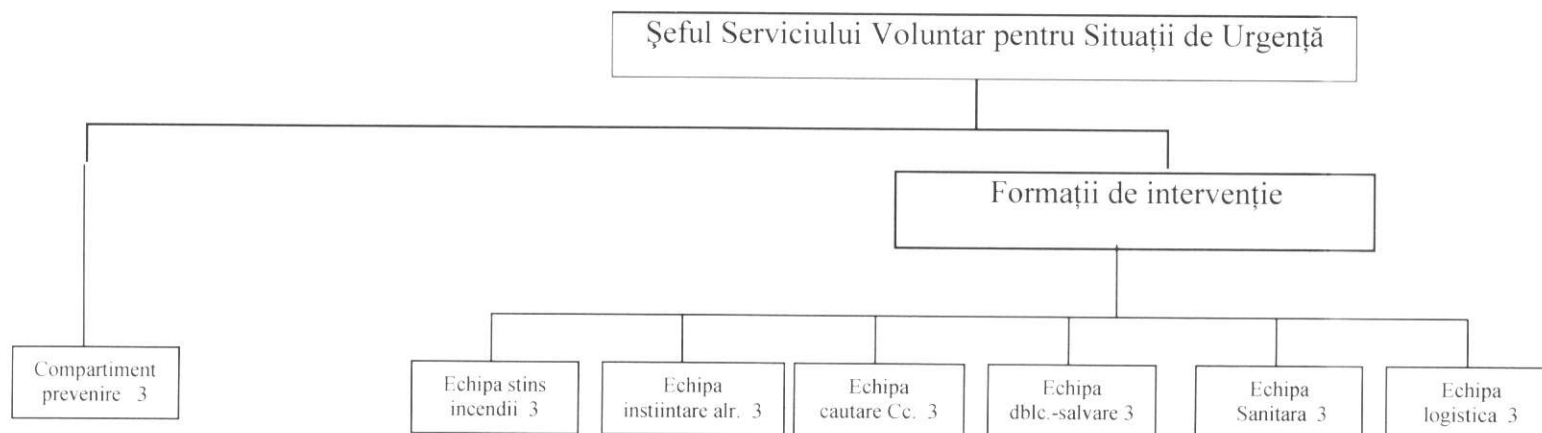 Şeful Serviciului Voluntar pentru Situații de Urgență
Formații de intervenție
Compartiment
prevenire 3
Echipa stins
incendii 3
Echipa
instiintare alr. 3
Echipa
cautare Cc. 3
Echipa
dblc.-salvare 3
Echipa
Sanitara 3
Echipa
logistica 3